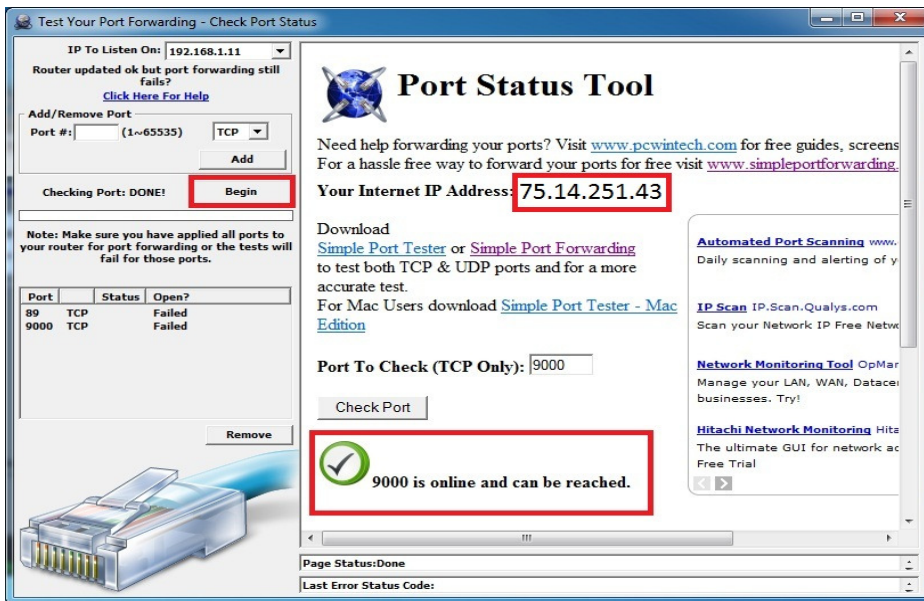 Test Your Port Forwarding - Check Port Status
IP To Listen On: 192.168.1.11
Router updated ok but port forwarding still
fails?
Click Here For Help
Add/Remove Port
Port #: (1~65535) TCP
Add
Checking Port: DONE! Begin
Note: Make sure you have applied all ports to
your router for port forwarding or the tests will
fail for those ports.
Port Status Open?
89 TCP Failed
9000 TCP Failed
Remove
Port Status Tool
Need help forwarding your ports? Visit www.pcwintech.com for free guides, screens
For a hassle free way to forward your ports for free visit www.simpleportforwarding.
Your Internet IP Address: 75.14.251.43
Download
Simple Port Tester or Simple Port Forwarding
to test both TCP & UDP ports and for a more
accurate test.
For Mac Users download Simple Port Tester - Mac
Edition
Port To Check (TCP Only): 9000
Check Port
9000 is online and can be reached.
Automated Port Scanning www.
Daily scanning and alerting of y
IP Scan IP.Scan.Qualys.com
Scan your Network IP Free Netw
Network Monitoring Tool OpMar
Manage your LAN, WAN, Datacer
businesses. Try!
Hitachi Network Monitoring Hita
The ultimate GUI for network ac
Free Trial
Page Status:Done
Last Error Status Code: